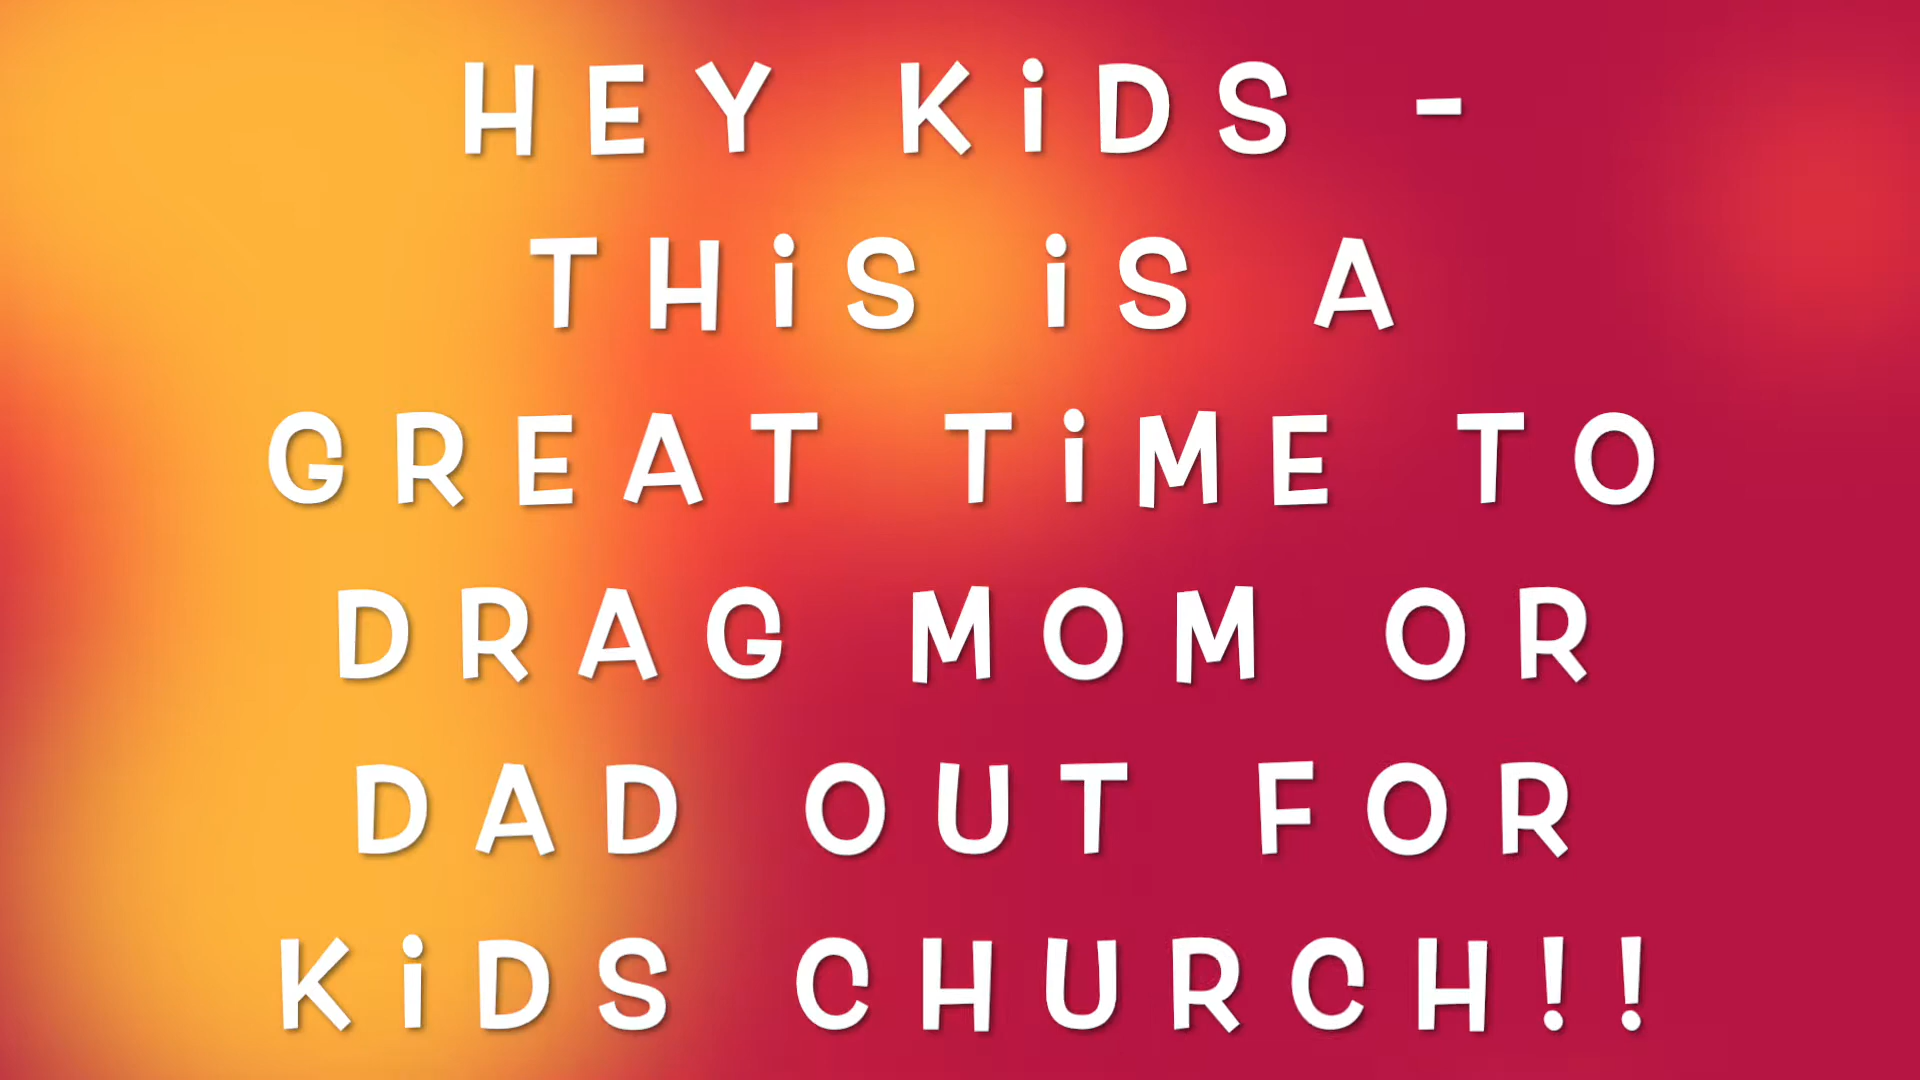 HEY KiDS -
THiS iS A
GREAT TiME TO
DRAG MOM OR
DAD OUT FOR
KiDS CHURCH!!